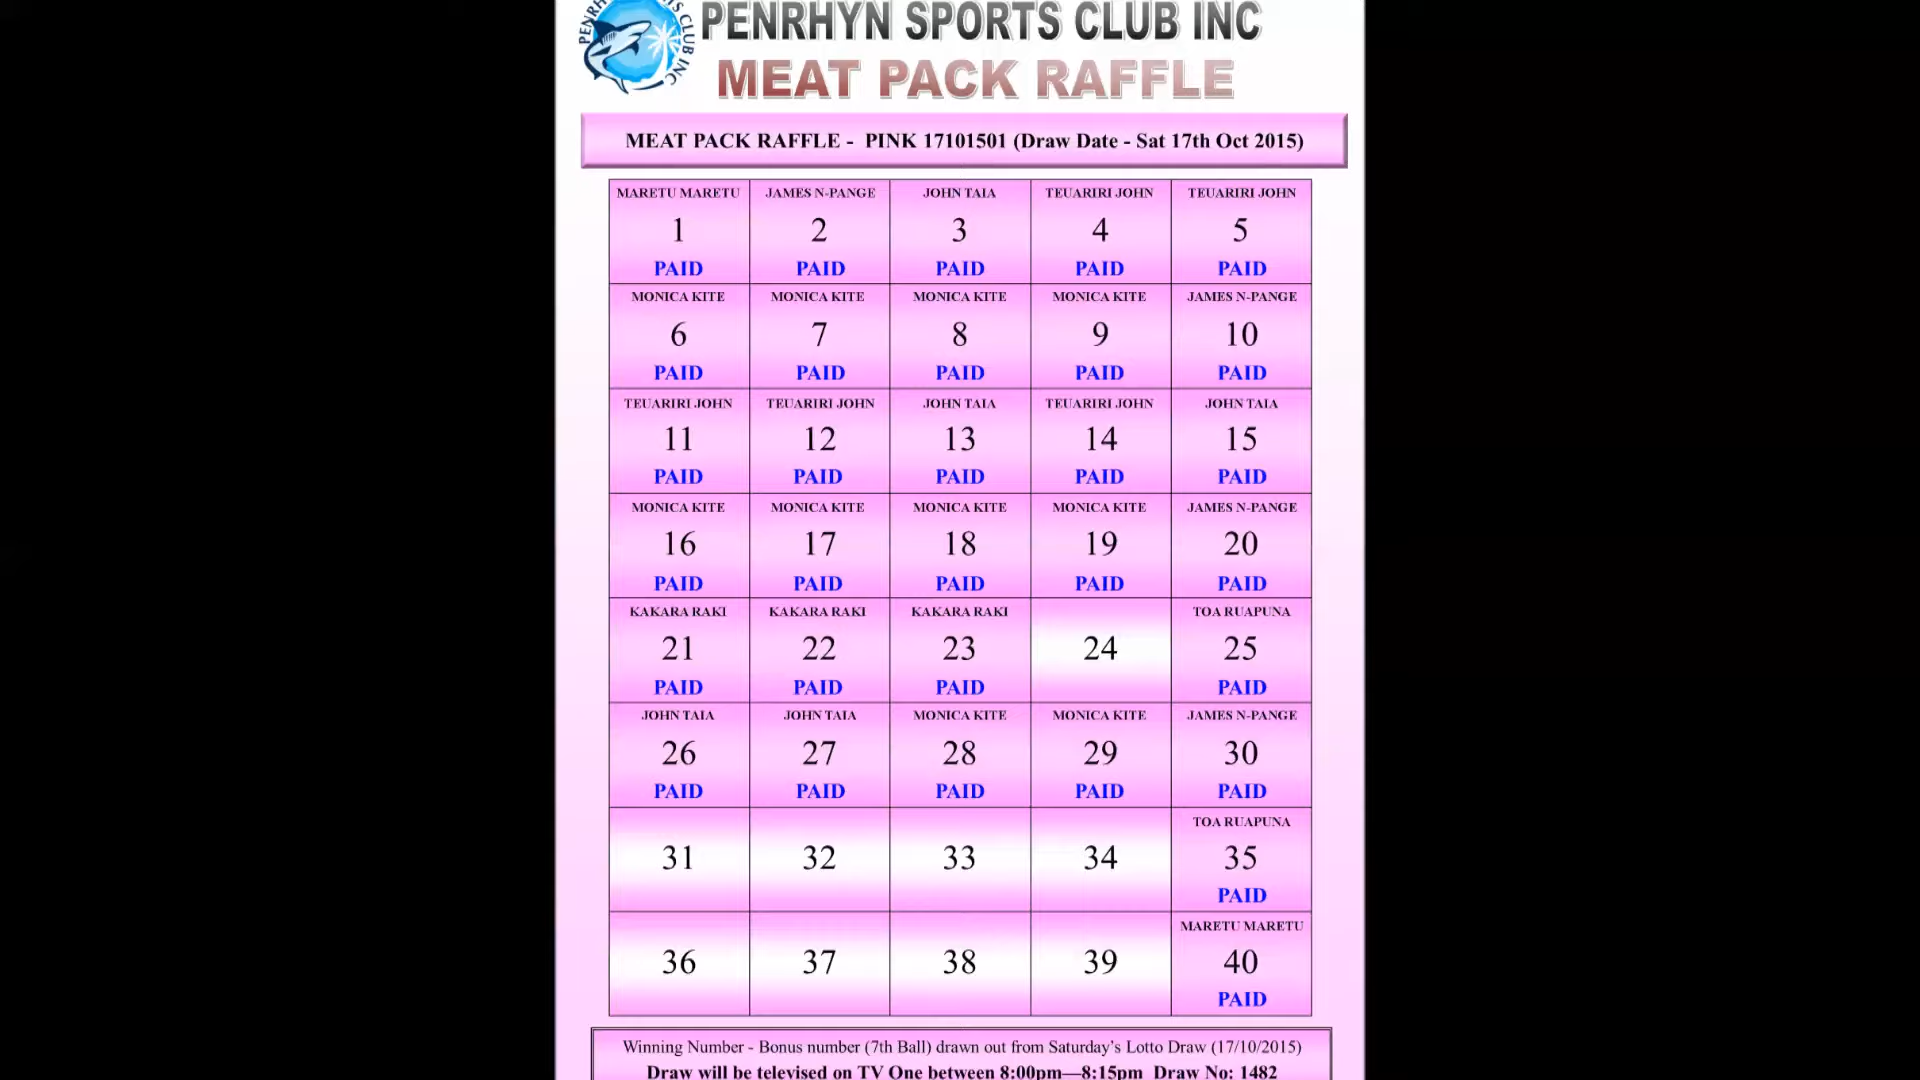 PENRHYN SPORTS CLUB INC
PENRHYN SPORTS CLUB INC
MEAT PACK RAFFLE
MEAT PACK RAFFLE - PINK 17101501 (Draw Date - Sat 17th Oct 2015)
MARETU MARETU JAMES N-PANGE JOHN TAIA TEUARIRI JOHN TEUARIRI JOHN
1 2 3 4 5
PAID PAID PAID PAID PAID
MONICA KITE MONICA KITE MONICA KITE MONICA KITE JAMES N-PANGE
6 7 8 9 10
PAID PAID PAID PAID PAID
TEUARIRI JOHN TEUARIRI JOHN JOHN TAIA TEUARIRI JOHN JOHN TAIA
11 12 13 14 15
PAID PAID PAID PAID PAID
MONICA KITE MONICA KITE MONICA KITE MONICA KITE JAMES N-PANGE
16 17 18 19 20
PAID PAID PAID PAID PAID
KAKARA RAKI KAKARA RAKI KAKARA RAKI TOA RUAPUNA
21 22 23 24 25
PAID PAID PAID PAID
JOHN TAIA JOHN TAIA MONICA KITE MONICA KITE JAMES N-PANGE
26 27 28 29 30
PAID PAID PAID PAID PAID
TOA RUAPUNA
31 32 33 34 35
PAID
MARETU MARETU
36 37 38 39 40
PAID
Winning Number - Bonus number (7th Ball) drawn out from Saturday's Lotto Draw (17/10/2015)
Draw will be televised on TV One between 8:00pm—8:15pm Draw No: 1482